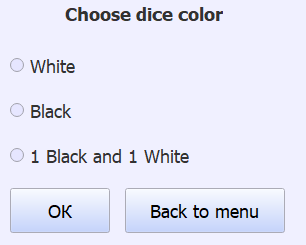 Choose dice color
White
Black
1 Black and 1 White
OK
Back to menu